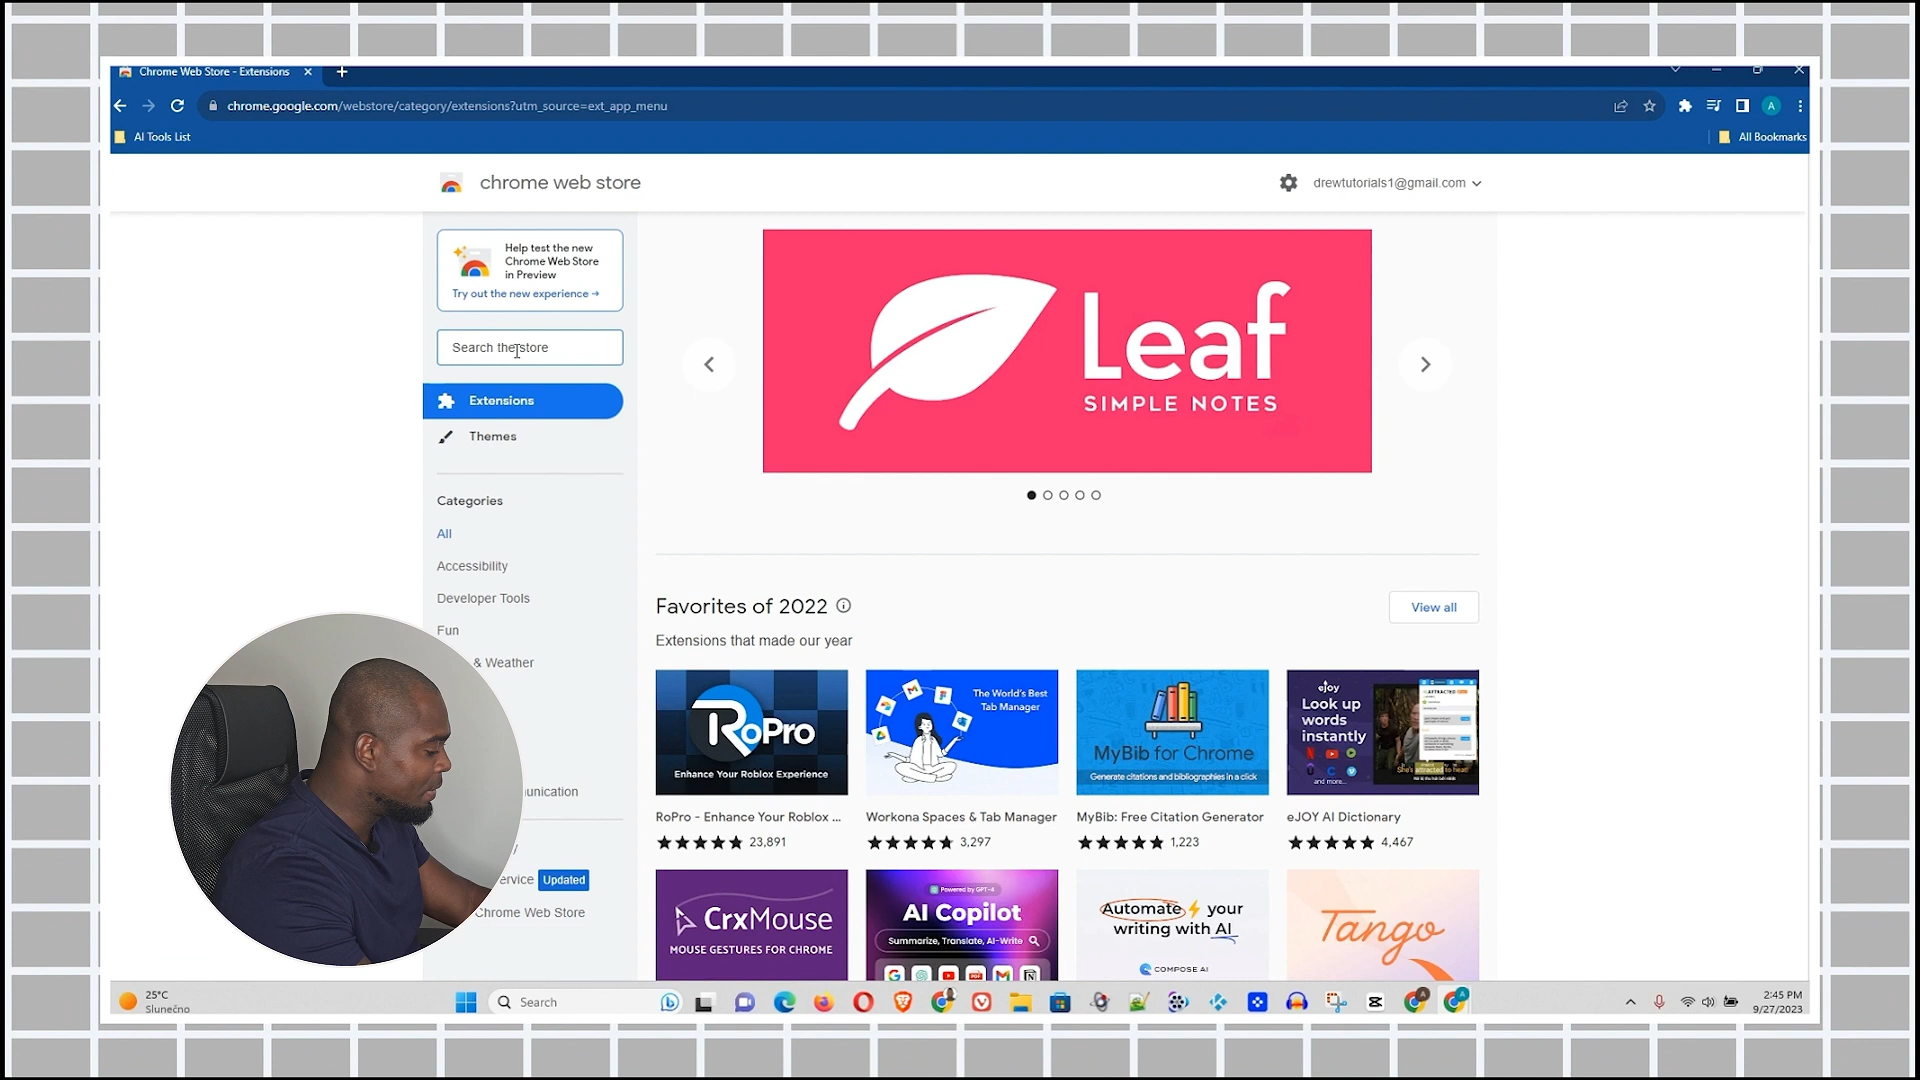 Chrome Web Store - Extensions
chrome.google.com/webstore/category/extensions?utm_source=ext_app_menu
A
AI Tools List
All Bookmarks
chrome web store
drewtutorials1@gmail.com
Help test the new
Chrome Web Store
in Preview
Try out the new experience →
Search the store
Extensions
Themes
Categories
All
Accessibility
Developer Tools
Fun
& Weather
unication
y
ervice
Updated
Chrome Web Store
Leaf
SIMPLE NOTES
Favorites of 2022
View all
Extensions that made our year
RoPro
Enhance Your Roblox Experience
The World's Best
Tab Manager
MyBib for Chrome
Generate citations and bibliographies in a click
eJOY
Look up
words
instantly
and more...
RoPro - Enhance Your Roblox ...
Workona Spaces & Tab Manager
MyBib: Free Citation Generator
eJOY AI Dictionary
23,891
3,297
1,223
4,467
CrxMouse
MOUSE GESTURES FOR CHROME
Powered by GPT-4
AI Copilot
Summarize, Translate, AI-Write
Automate⚡your
writing with AI
COMPOSE AI
Tango
25°C
Slunečno
Search
2:45 PM
9/27/2023